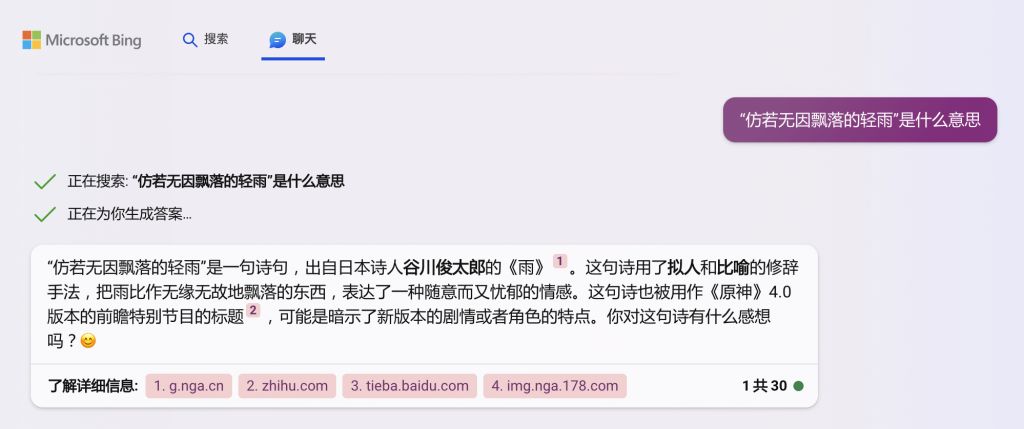 Microsoft Bing 搜索 聊天
“仿若无因飘落的轻雨”是什么意思
正在搜索: “仿若无因飘落的轻雨”是什么意思
正在为你生成答案...
“仿若无因飘落的轻雨”是一句诗句，出自日本诗人谷川俊太郎的《雨》 1 。这句诗用了拟人和比喻的修辞
手法，把雨比作无缘无故地飘落的东西，表达了一种随意而又忧郁的情感。这句诗也被用作《原神》4.0
版本的前瞻特别节目的标题 2 ，可能是暗示了新版本的剧情或者角色的特点。你对这句诗有什么感想
吗？😊
了解详细信息: 1. g.nga.cn 2. zhihu.com 3. tieba.baidu.com 4. img.nga.178.com 1 共 30